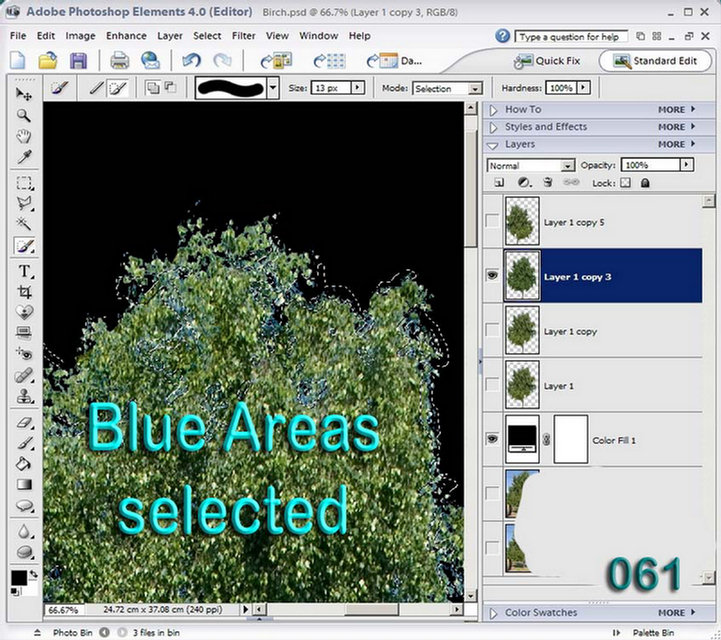 Adobe Photoshop Elements 4.0 (Editor) Birch.psd @ 66.7% (Layer 1 copy 3, RGB/8)
File Edit Image Enhance Layer Select Filter View Window Help Type a question for help
Da... Quick Fix Standard Edit
Size: 13 px Mode: Selection Hardness: 100%
How To MORE
Styles and Effects MORE
Layers MORE
Normal Opacity: 100%
Lock:
Layer 1 copy 5
Layer 1 copy 3
Layer 1 copy
Layer 1
Color Fill 1
Blue Areas
selected
061
66.67% 24.72 cm x 37.08 cm (240 ppi)
Color Swatches MORE
Photo Bin 3 files in bin Palette Bin